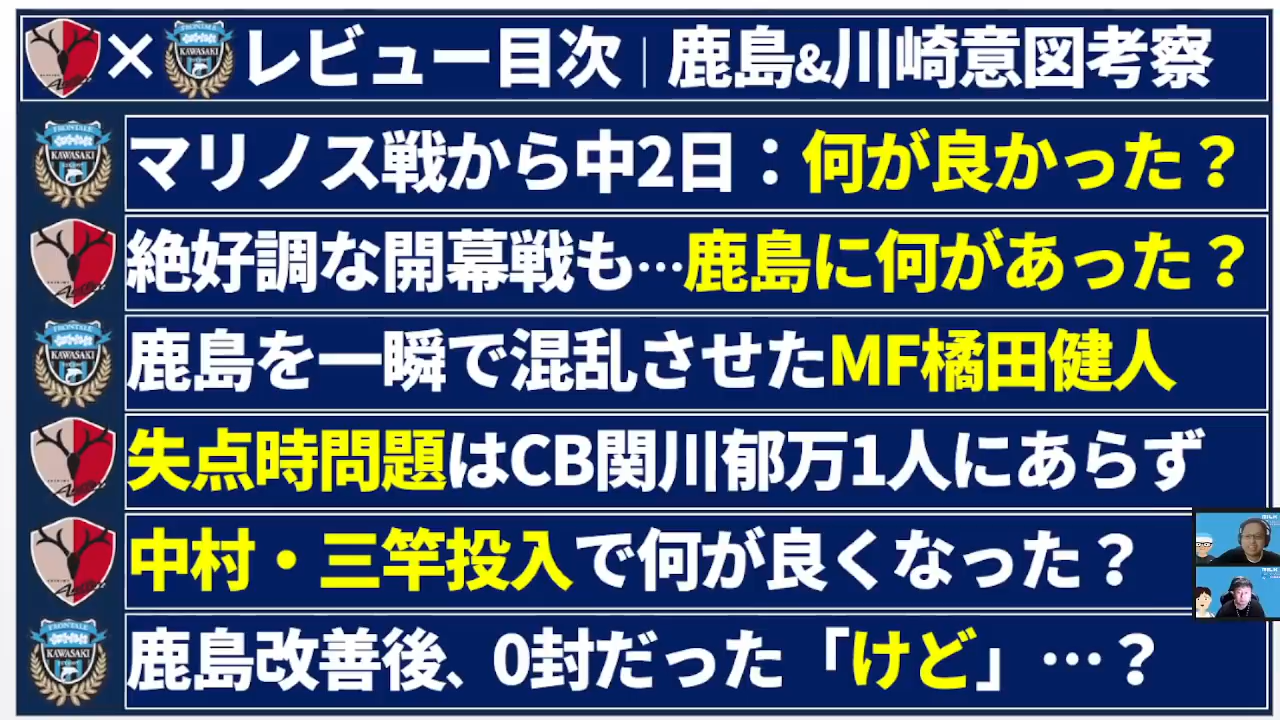 ×レビュー目次|鹿島&川崎意図考察
マリノス戦から中2日：何が良かった？
絶好調な開幕戦も…鹿島に何があった？
鹿島を一瞬で混乱させたMF橘田健人
失点時問題はCB関川郁万1人にあらず
中村・三竿投入で何が良くなった？
鹿島改善後、0封だった「けど」…？
FRONTALE
KAWASAKI